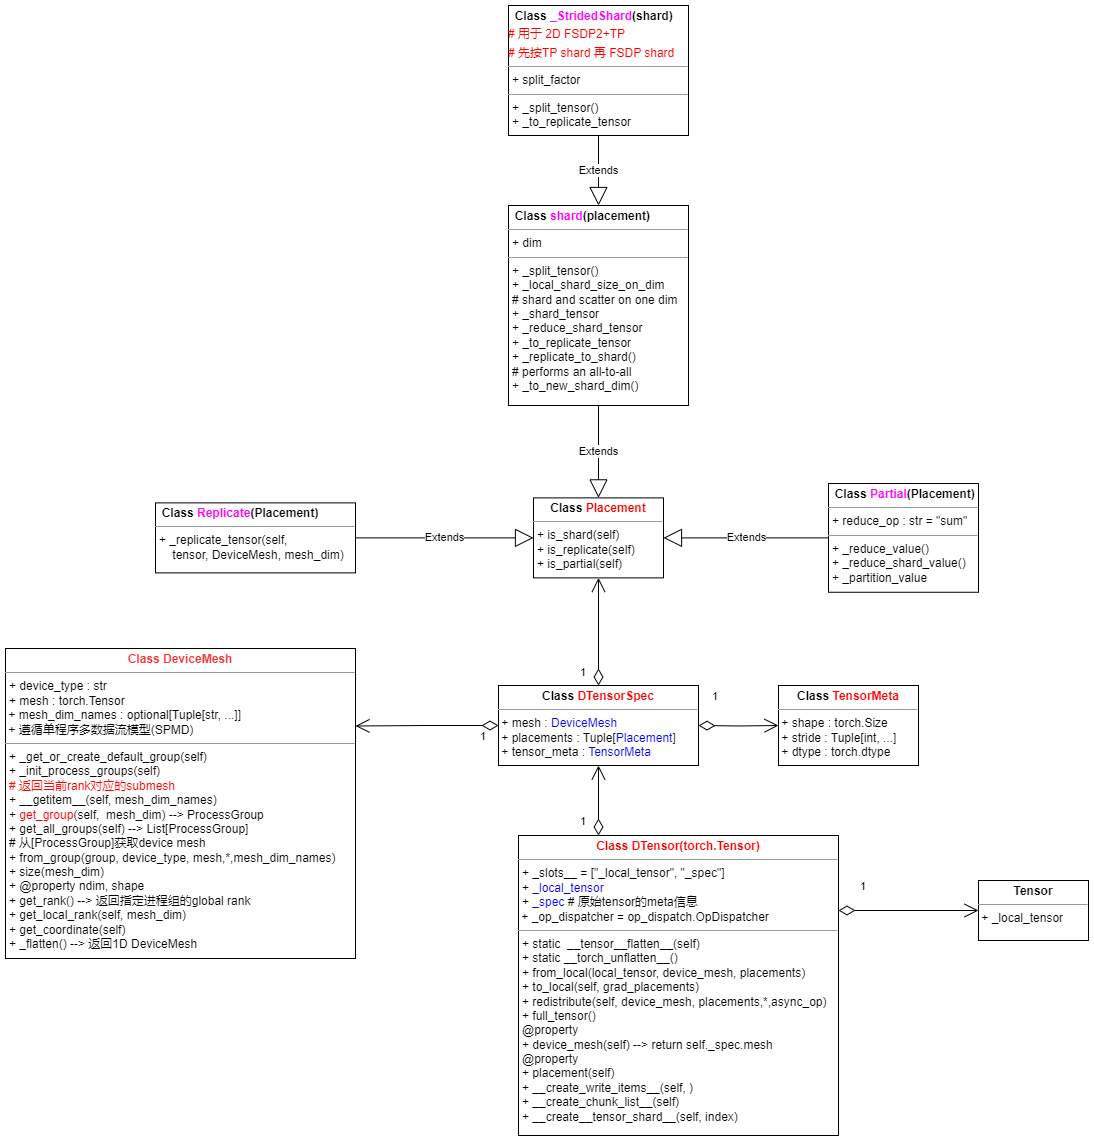 Class _StridedShard(shard)
# 用于 2D FSDP2+TP
# 先按TP shard 再 FSDP shard
+ split_factor
+ _split_tensor()
+ _to_replicate_tensor
Extends
Class shard(placement)
+ dim
+ _split_tensor()
+ _local_shard_size_on_dim
# shard and scatter on one dim
+ _shard_tensor
+ _reduce_shard_tensor
+ _to_replicate_tensor
+ _replicate_to_shard()
# performs an all-to-all
+ _to_new_shard_dim()
Extends
Class Replicate(Placement)
+ _replicate_tensor(self,
tensor, DeviceMesh, mesh_dim)
Extends
Class Placement
+ is_shard(self)
+ is_replicate(self)
+ is_partial(self)
Extends
Class Partial(Placement)
+ reduce_op : str = "sum"
+ _reduce_value()
+ _reduce_shard_value()
+ _partition_value
Class DeviceMesh
+ device_type : str
+ mesh : torch.Tensor
+ mesh_dim_names : optional[Tuple[str, ...]]
+ 遵循单程序多数据流模型(SPMD)
+ _get_or_create_default_group(self)
+ _init_process_groups(self)
# 返回当前rank对应的submesh
+ __getitem__(self, mesh_dim_names)
+ get_group(self,  mesh_dim) --> ProcessGroup
+ get_all_groups(self) --> List[ProcessGroup]
# 从[ProcessGroup]获取device mesh
+ from_group(group, device_type, mesh,*,mesh_dim_names)
+ size(mesh_dim)
+ @property ndim, shape
+ get_rank() --> 返回指定进程组的global rank
+ get_local_rank(self, mesh_dim)
+ get_coordinate(self)
+ _flatten() --> 返回1D DeviceMesh
1
1
Class DTensorSpec
+ mesh : DeviceMesh
+ placements : Tuple[Placement]
+ tensor_meta : TensorMeta
1
Class TensorMeta
+ shape : torch.Size
+ stride : Tuple[int, ...]
+ dtype : torch.dtype
1
Class DTensor(torch.Tensor)
+ _slots__ = ["_local_tensor", "_spec"]
+ _local_tensor
+ _spec # 原始tensor的meta信息
+ _op_dispatcher = op_dispatch.OpDispatcher
+ static  __tensor__flatten__(self)
+ static __torch_unflatten__()
+ from_local(local_tensor, device_mesh, placements)
+ to_local(self, grad_placements)
+ redistribute(self, device_mesh, placements,*,async_op)
+ full_tensor()
@property
+ device_mesh(self) --> return self._spec.mesh
@property
+ placement(self)
+ __create_write_items__(self, )
+ __create_chunk_list__(self)
+ __create__tensor_shard__(self, index)
1
Tensor
+ _local_tensor